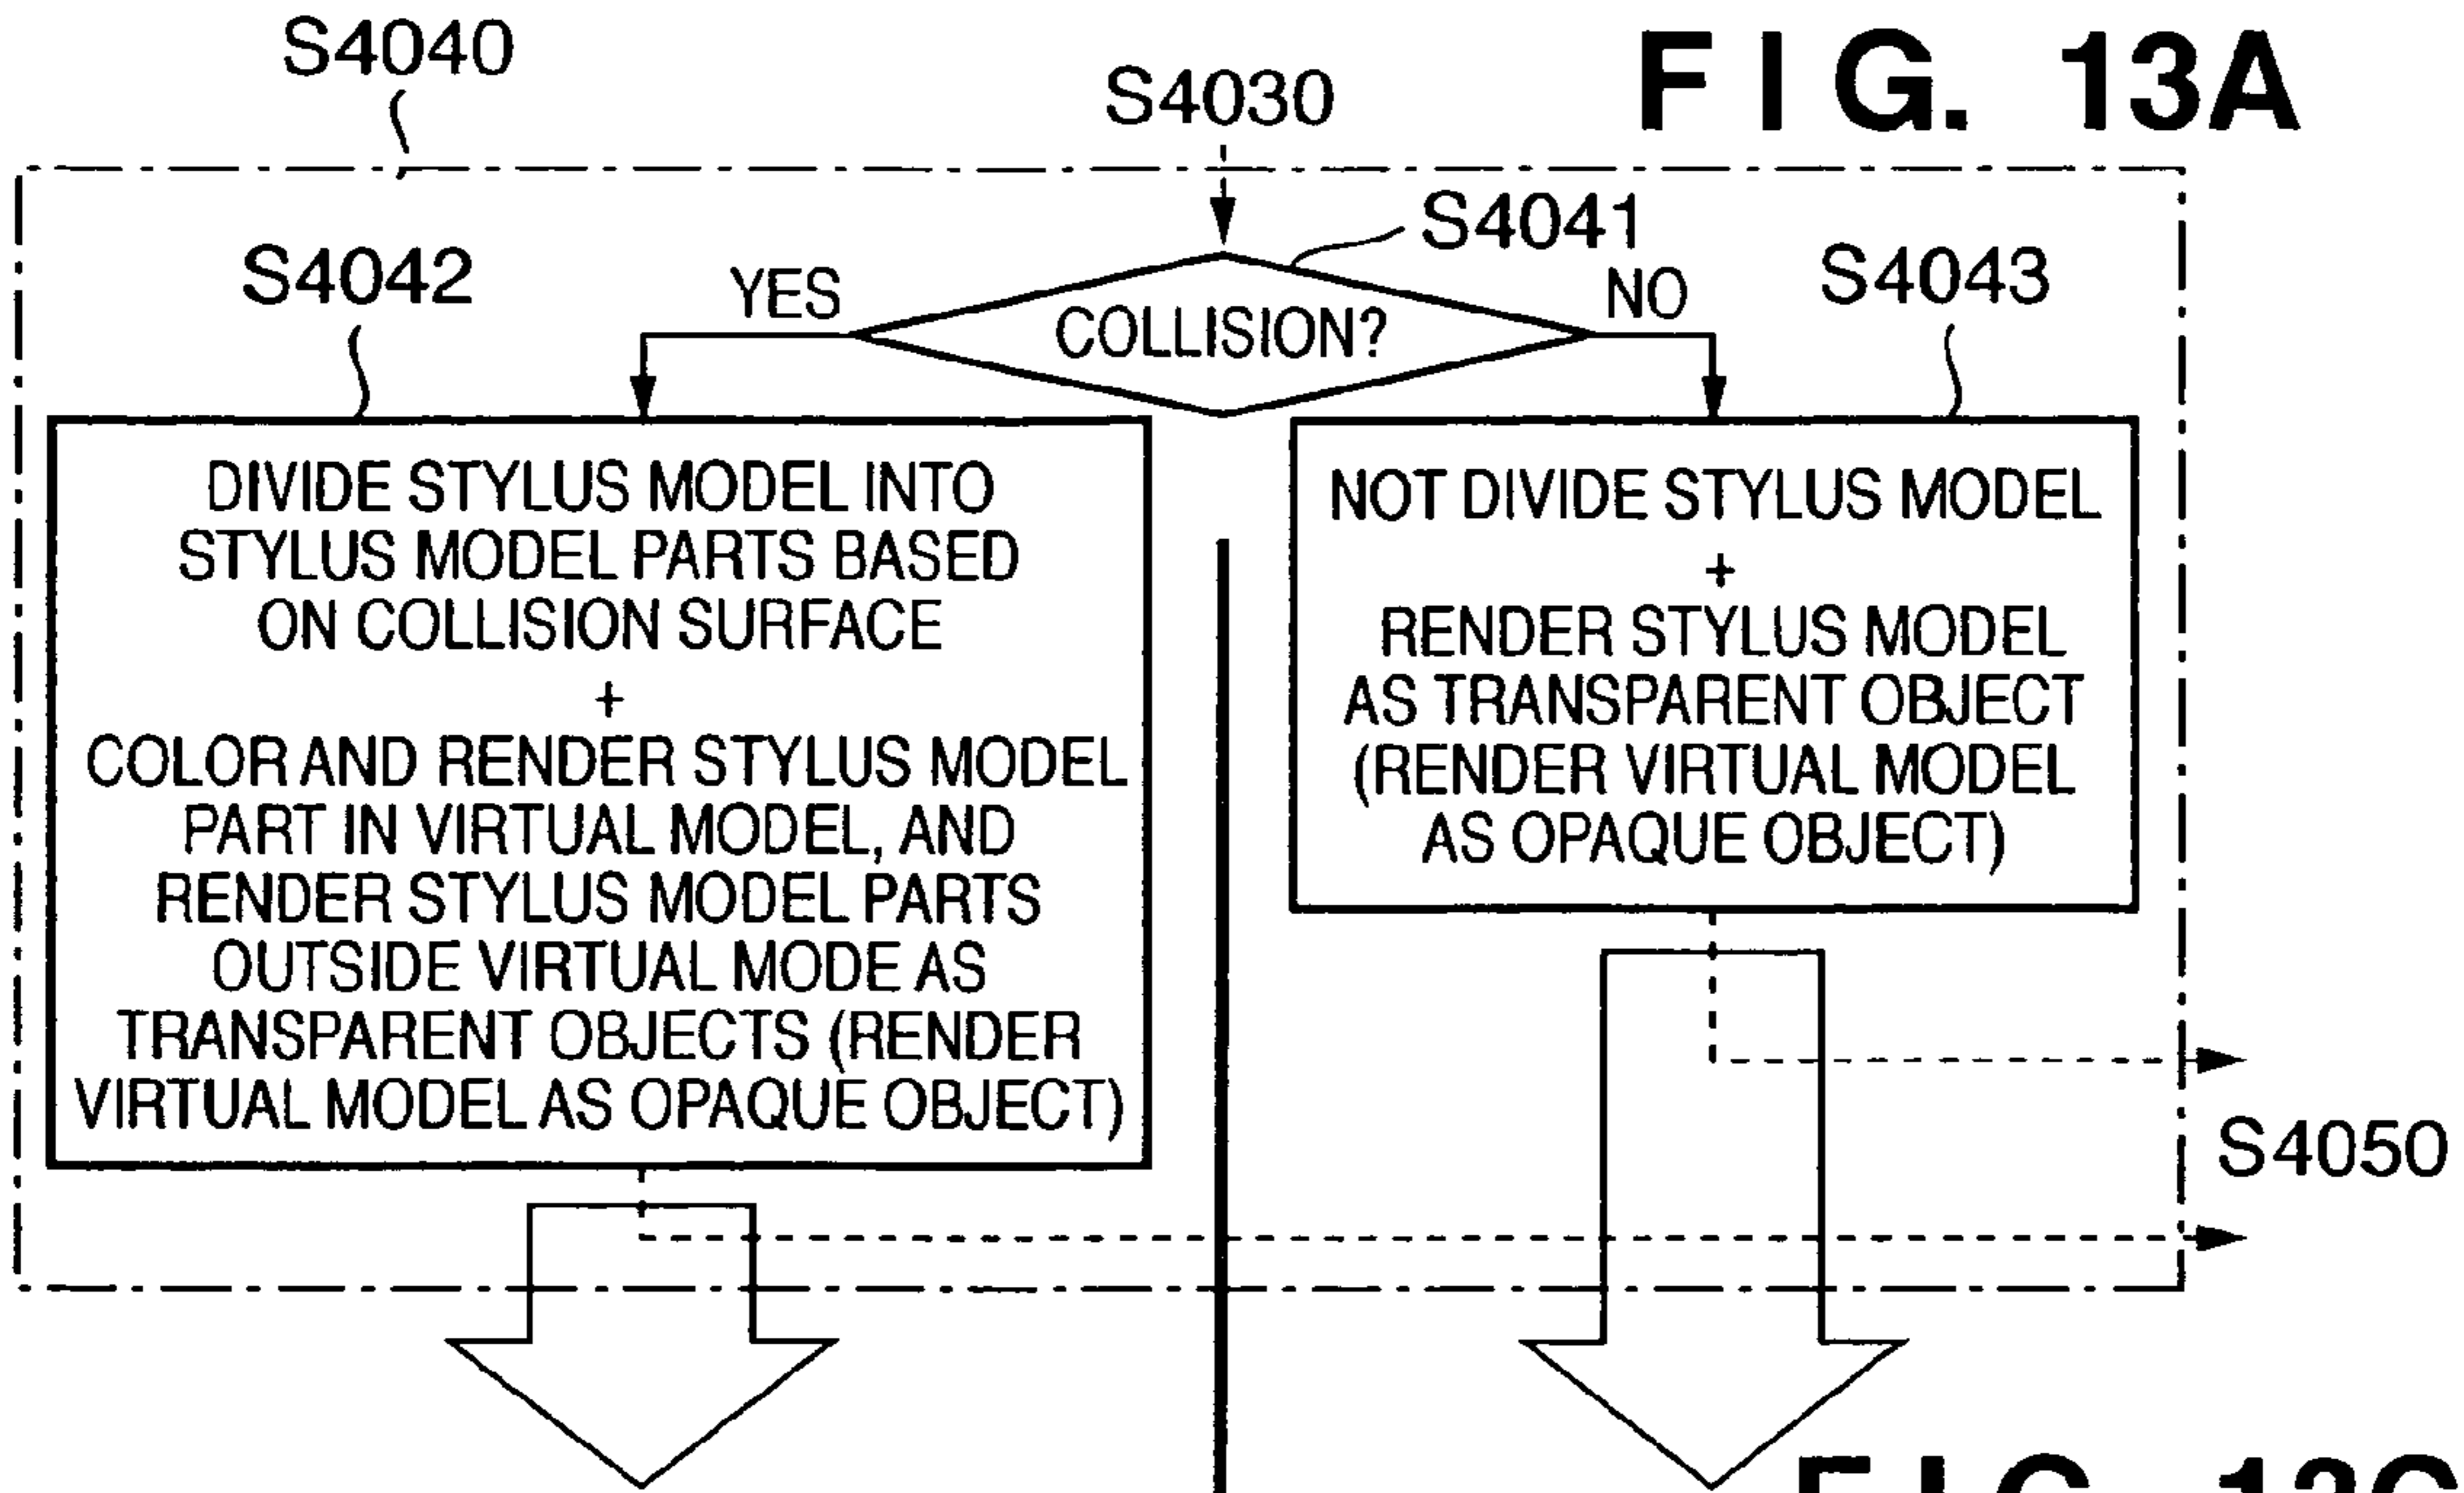 S4040
S4030
FIG. 13A
S4041
S4042
YES
COLLISION?
NO
S4043
DIVIDE STYLUS MODEL INTO
STYLUS MODEL PARTS BASED
ON COLLISION SURFACE
+
COLOR AND RENDER STYLUS MODEL
PART IN VIRTUAL MODEL, AND
RENDER STYLUS MODEL PARTS
OUTSIDE VIRTUAL MODE AS
TRANSPARENT OBJECTS (RENDER
VIRTUAL MODEL AS OPAQUE OBJECT)
NOT DIVIDE STYLUS MODEL
+
RENDER STYLUS MODEL
AS TRANSPARENT OBJECT
(RENDER VIRTUAL MODEL
AS OPAQUE OBJECT)
S4050